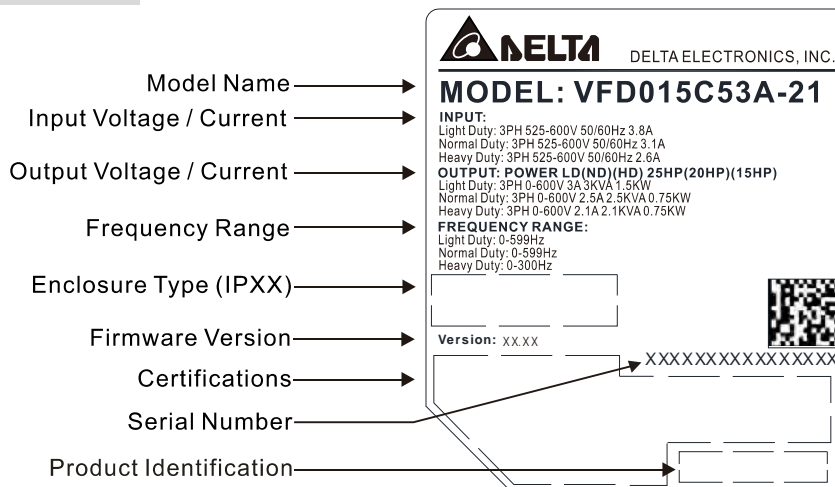 DELTA DELTA ELECTRONICS, INC.
Model Name
MODEL: VFD015C53A-21
Input Voltage / Current
INPUT:
Light Duty: 3PH 525-600V 50/60Hz 3.8A
Normal Duty: 3PH 525-600V 50/60Hz 3.1A
Heavy Duty: 3PH 525-600V 50/60Hz 2.6A
Output Voltage / Current
OUTPUT: POWER LD(ND)(HD) 25HP(20HP)(15HP)
Light Duty: 3PH 0-600V 3A 3KVA 1.5KW
Normal Duty: 3PH 0-600V 2.5A 2.5KVA 0.75KW
Heavy Duty: 3PH 0-600V 2.1A 2.1KVA 0.75KW
Frequency Range
FREQUENCY RANGE:
Light Duty: 0-599Hz
Normal Duty: 0-599Hz
Heavy Duty: 0-300Hz
Enclosure Type (IPXX)
Firmware Version
Version: XX.XX
Certifications
Serial Number
XXXXXXXXXXXXXXXX
Product Identification